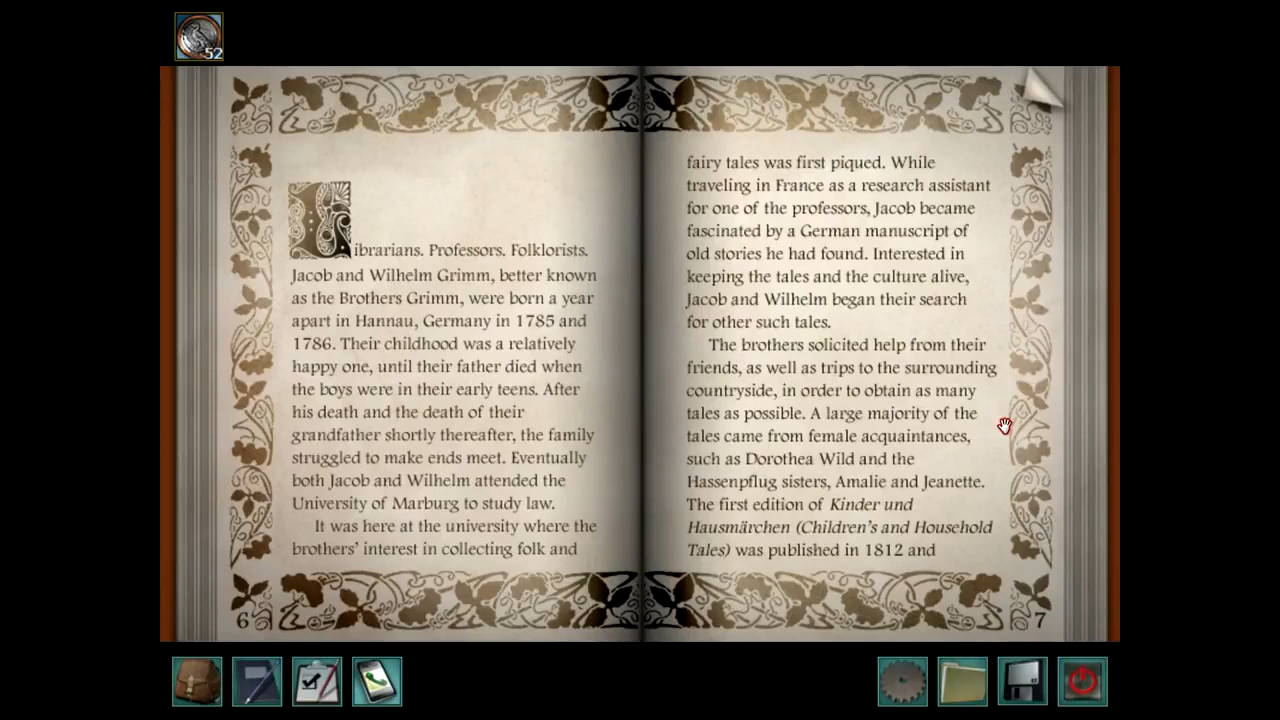 52
Librarians. Professors. Folklorists.
Jacob and Wilhelm Grimm, better known
as the Brothers Grimm, were born a year
apart in Hannau, Germany in 1785 and
1786. Their childhood was a relatively
happy one, until their father died when
the boys were in their early teens. After
his death and the death of their
grandfather shortly thereafter, the family
struggled to make ends meet. Eventually
both Jacob and Wilhelm attended the
University of Marburg to study law.
It was here at the university where the
brothers' interest in collecting folk and
6
fairy tales was first piqued. While
traveling in France as a research assistant
for one of the professors, Jacob became
fascinated by a German manuscript of
old stories he had found. Interested in
keeping the tales and the culture alive,
Jacob and Wilhelm began their search
for other such tales.
The brothers solicited help from their
friends, as well as trips to the surrounding
countryside, in order to obtain as many
tales as possible. A large majority of the
tales came from female acquaintances,
such as Dorothea Wild and the
Hassenpflug sisters, Amalie and Jeanette.
The first edition of Kinder und
Hausmärchen (Children's and Household
Tales) was published in 1812 and
7